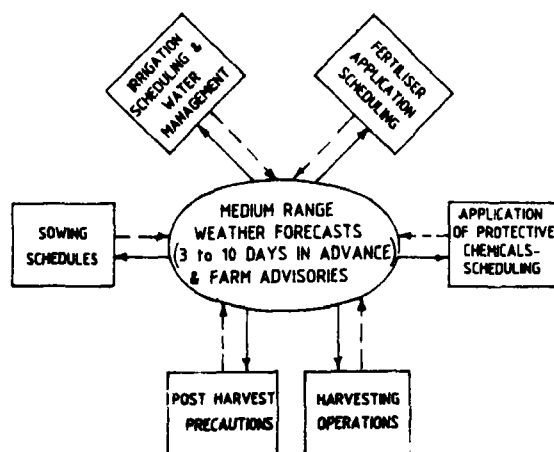 IRRIGATION
SCHEDULING &
WATER
MANAGEMENT
FERTILISER
APPLICATION
SCHEDULING
SOWING
SCHEDULES
MEDIUM RANGE
WEATHER FORECASTS
(3 to 10 DAYS IN ADVANCE)
& FARM ADVISORIES
APPLICATION
OF PROTECTIVE
CHEMICALS-
SCHEDULING
POST HARVEST
PRECAUTIONS
HARVESTING
OPERATIONS